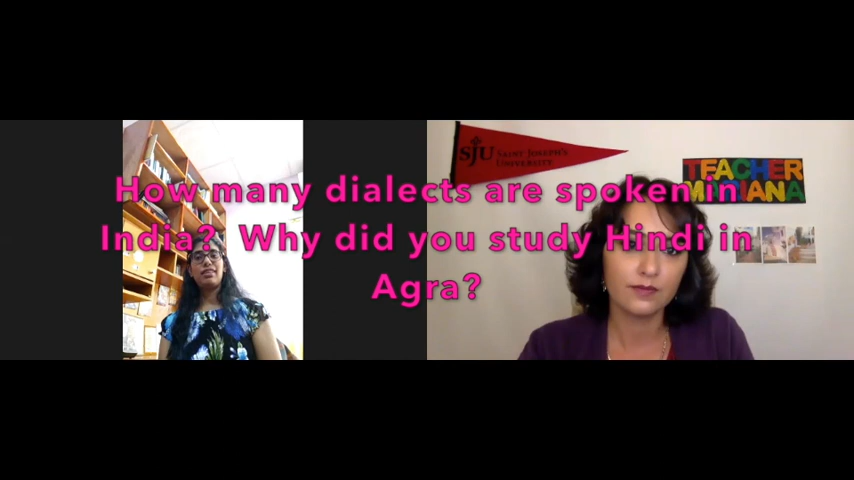 SJU SAINT JOSEPH'S
UNIVERSITY
TEACHER
MARIANA
How many dialects are spoken in
India? Why did you study Hindi in
Agra?